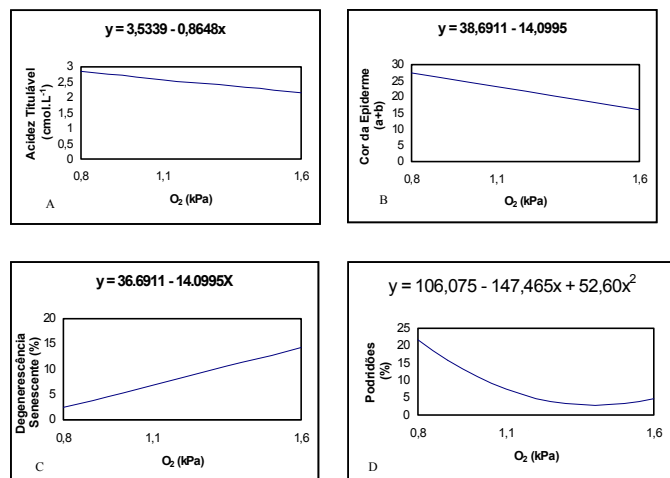 y = 3,5339 - 0,8648x
Acidez Titulável
(cmol.L-1)
3
2,5
2
1,5
1
0,5
0
0,8
1,1
1,6
O2 (kPa)
A
y = 38,6911 - 14,0995
Cor da Epiderme
(a+b)
30
25
20
15
10
5
0
0,8
1,1
1,6
O2 (kPa)
B
y = 36.6911 - 14.0995X
Degenerescência
Senescente (%)
20
15
10
5
0
0,8
1,1
1,6
O2 (kPa)
C
y = 106,075 - 147,465x + 52,60x2
Podridões
(%)
25
20
15
10
5
0
0,8
1,1
1,6
O2 (kPa)
D